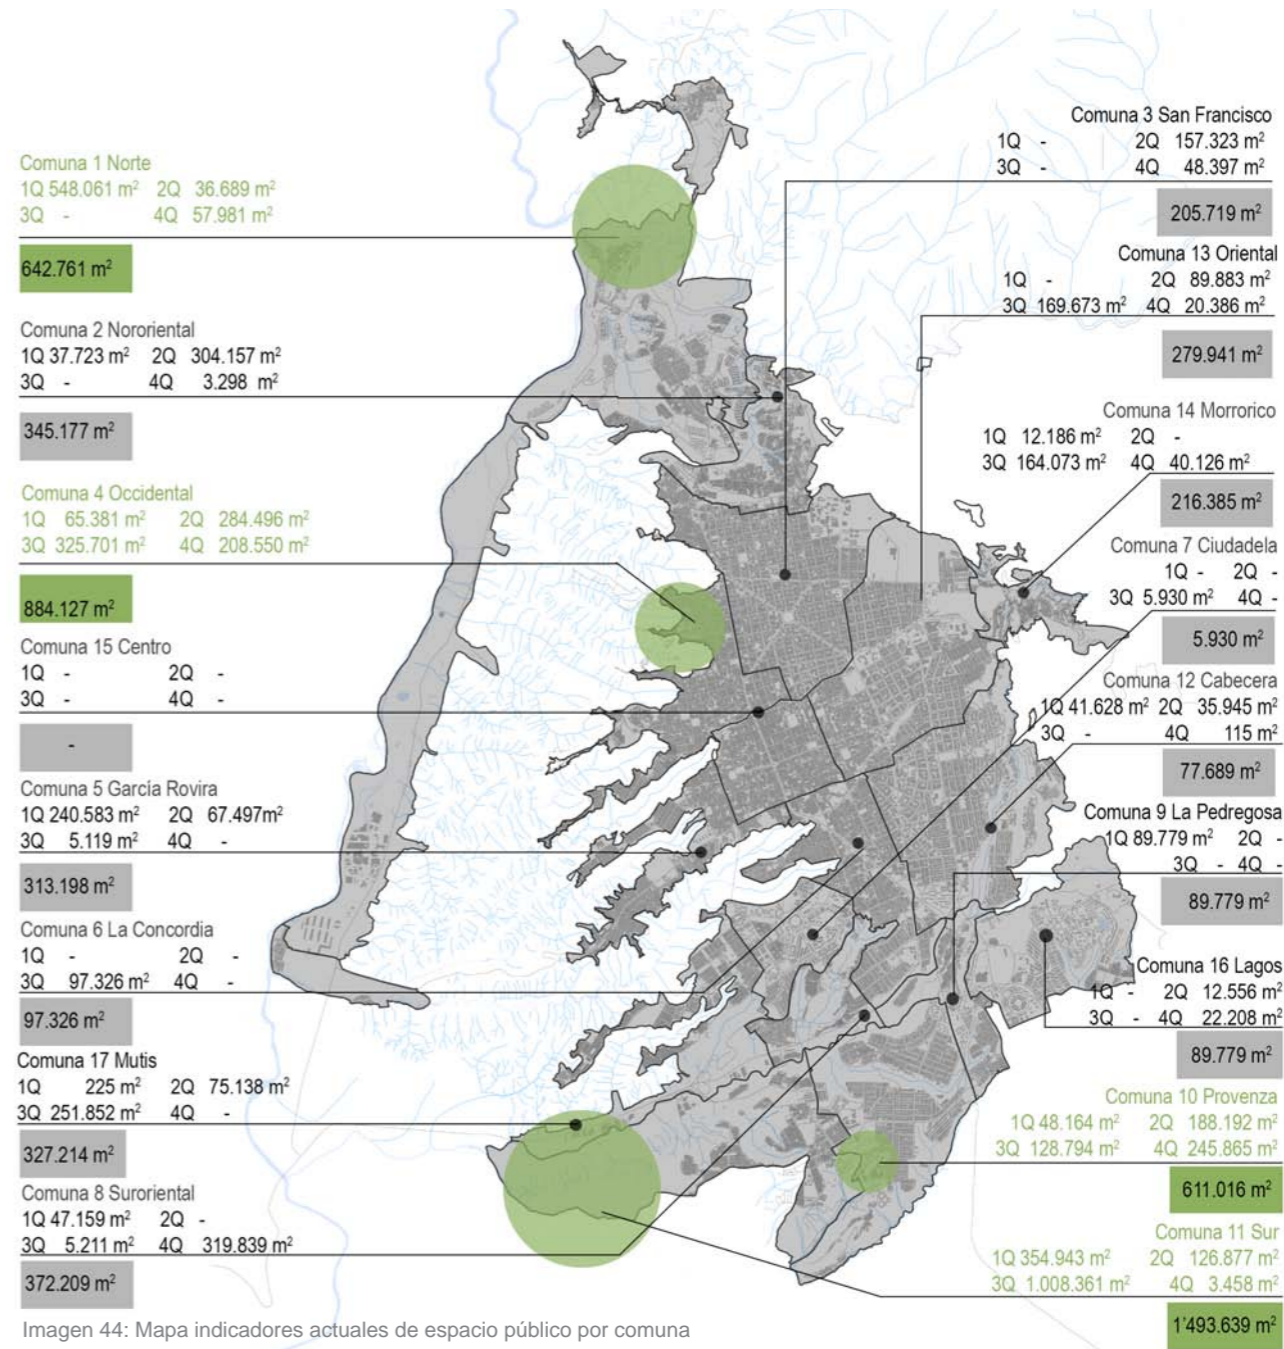 Comuna 1 Norte
1Q 548.061 m² 2Q 36.689 m²
3Q - 4Q 57.981 m²
642.761 m²
Comuna 2 Nororiental
1Q 37.723 m² 2Q 304.157 m²
3Q - 4Q 3.298 m²
345.177 m²
Comuna 4 Occidental
1Q 65.381 m² 2Q 284.496 m²
3Q 325.701 m² 4Q 208.550 m²
884.127 m²
Comuna 15 Centro
1Q - 2Q -
3Q - 4Q -
-
Comuna 5 García Rovira
1Q 240.583 m² 2Q 67.497m²
3Q 5.119 m² 4Q -
313.198 m²
Comuna 6 La Concordia
1Q - 2Q -
3Q 97.326 m² 4Q -
97.326 m²
Comuna 17 Mutis
1Q 225 m² 2Q 75.138 m²
3Q 251.852 m² 4Q -
327.214 m²
Comuna 8 Suroriental
1Q 47.159 m² 2Q -
3Q 5.211 m² 4Q 319.839 m²
372.209 m²
Comuna 3 San Francisco
1Q - 2Q 157.323 m²
3Q - 4Q 48.397 m²
205.719 m²
Comuna 13 Oriental
1Q - 2Q 89.883 m²
3Q 169.673 m² 4Q 20.386 m²
279.941 m²
Comuna 14 Morrorico
1Q 12.186 m² 2Q -
3Q 164.073 m² 4Q 40.126 m²
216.385 m²
Comuna 7 Ciudadela
1Q - 2Q -
3Q 5.930 m² 4Q -
5.930 m²
Comuna 12 Cabecera
1Q 41.628 m² 2Q 35.945 m²
3Q - 4Q 115 m²
77.689 m²
Comuna 9 La Pedregosa
1Q 89.779 m² 2Q -
3Q - 4Q -
89.779 m²
Comuna 16 Lagos
1Q - 2Q 12.556 m²
3Q - 4Q 22.208 m²
89.779 m²
Comuna 10 Provenza
1Q 48.164 m² 2Q 188.192 m²
3Q 128.794 m² 4Q 245.865 m²
611.016 m²
Comuna 11 Sur
1Q 354.943 m² 2Q 126.877 m²
3Q 1.008.361 m² 4Q 3.458 m²
1'493.639 m²
Imagen 44: Mapa indicadores actuales de espacio público por comuna